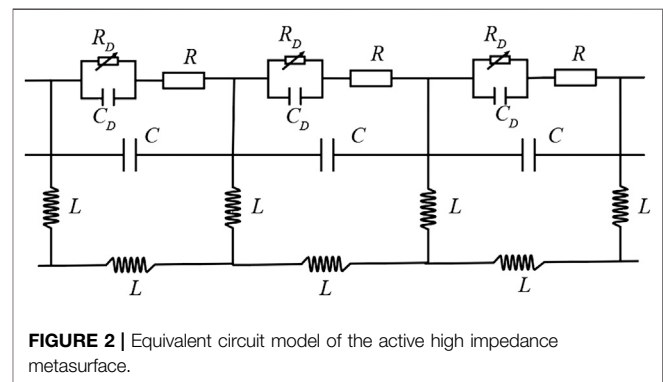 R_D R R_D R R_D R
C_D C_D C_D
C C C
L L L L
L L L
FIGURE 2 | Equivalent circuit model of the active high impedance
metasurface.